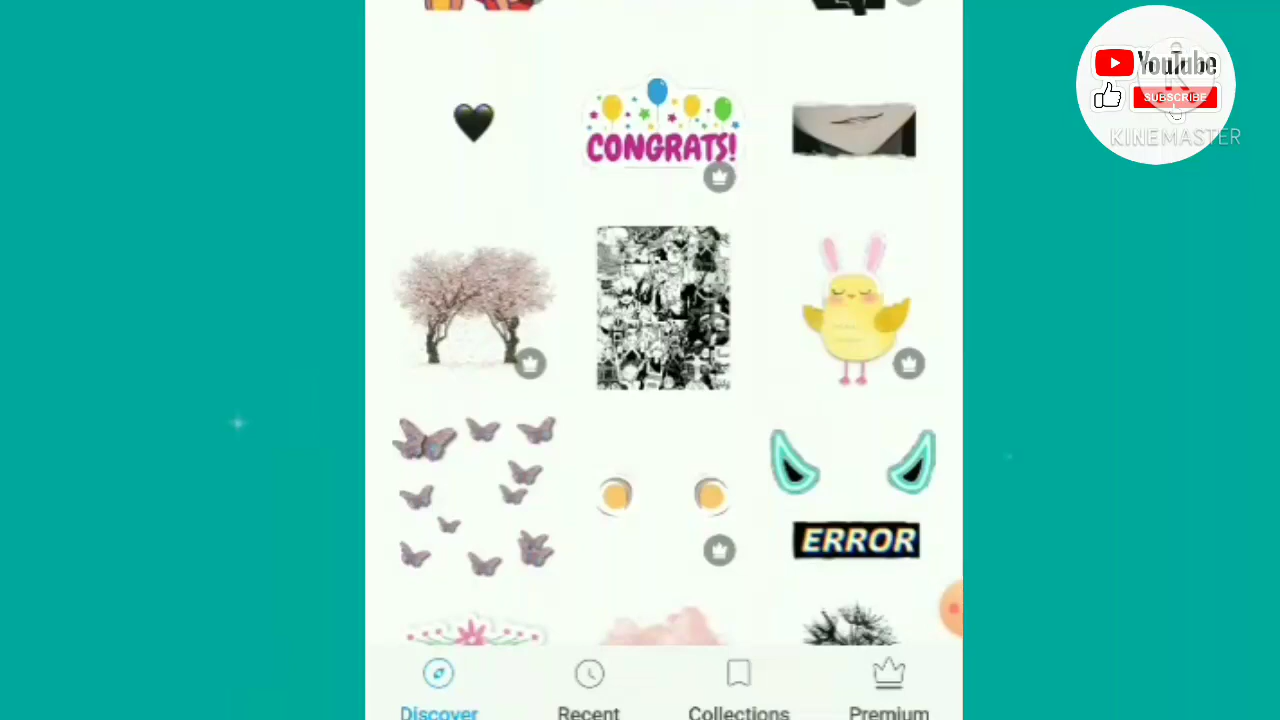 YouTube
SUBSCRIBE
KINEMASTER
CONGRATS!
ERROR
Discover
Recent
Collections
Premium